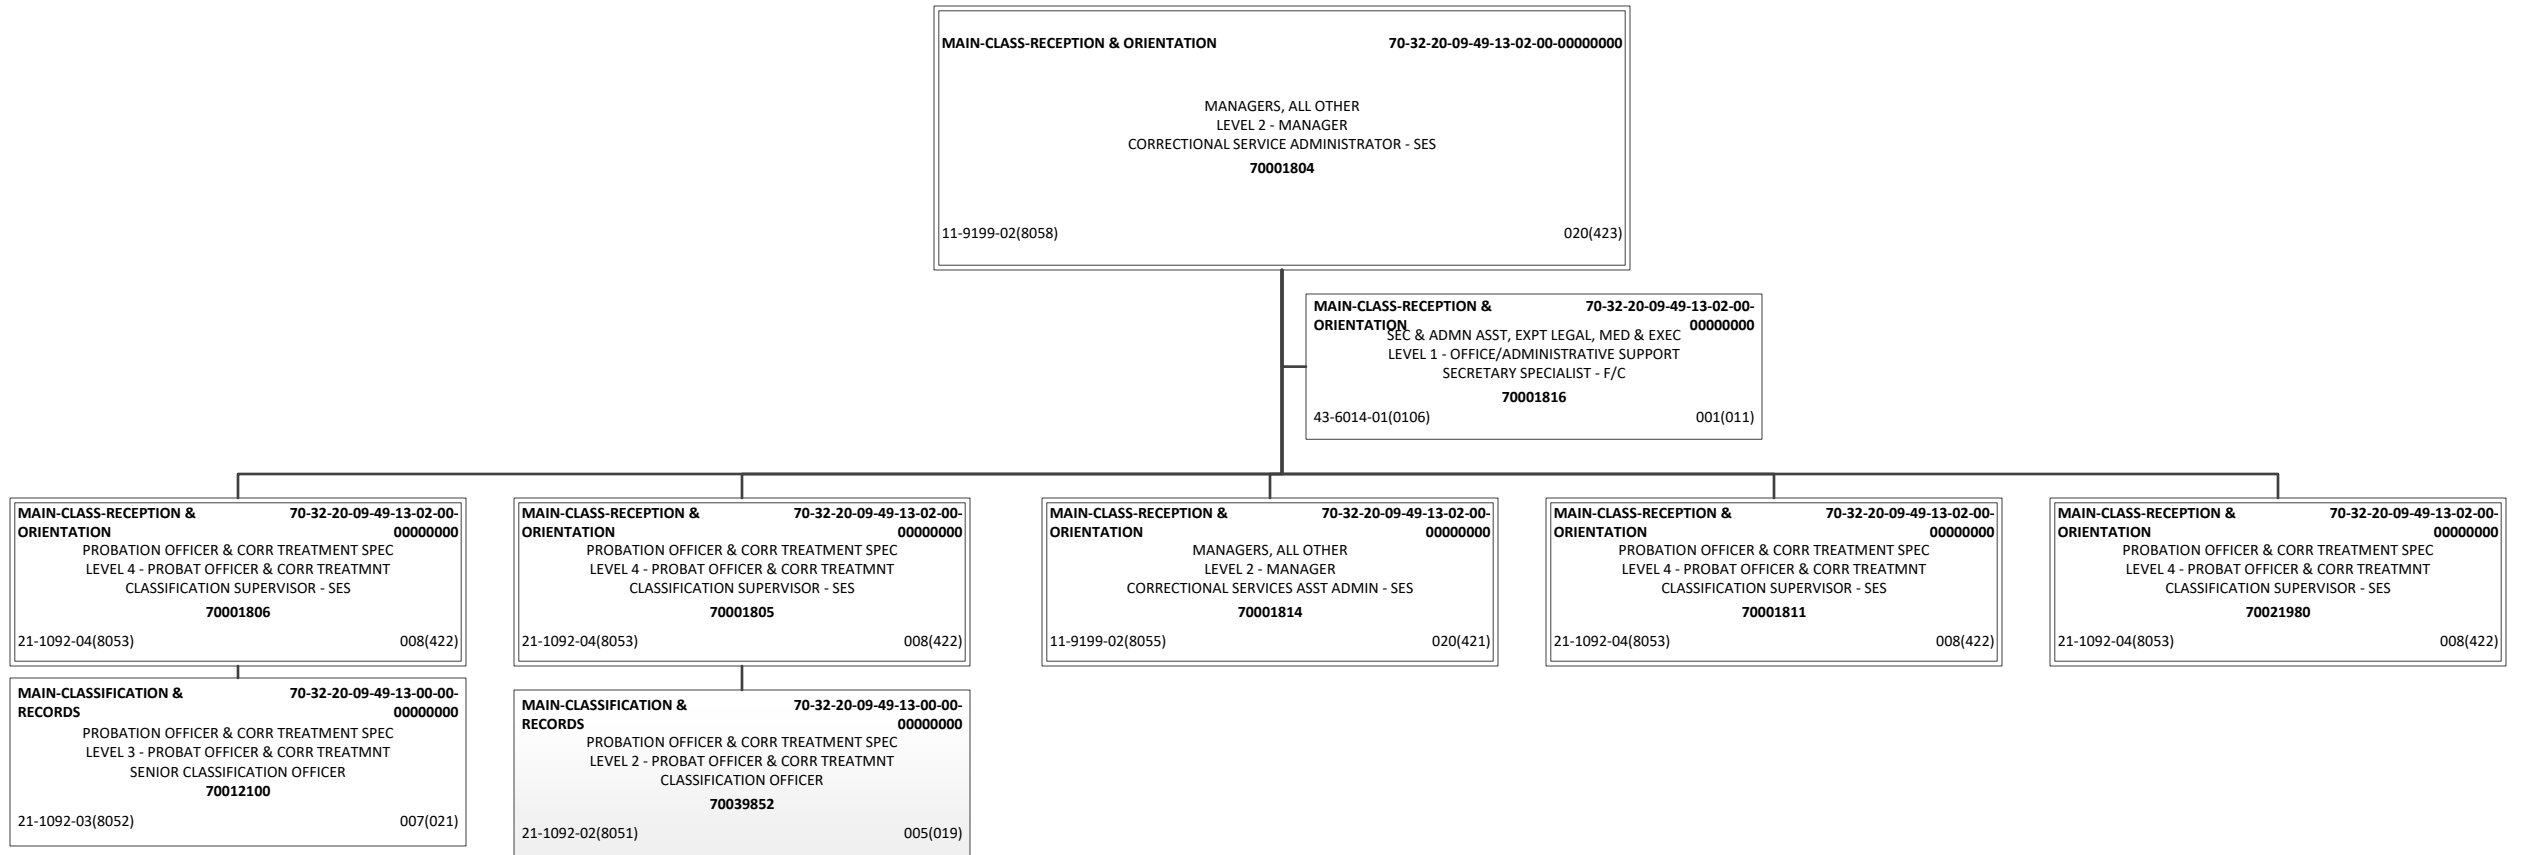 MAIN-CLASS-RECEPTION & ORIENTATION 70-32-20-09-49-13-02-00-00000000
MANAGERS, ALL OTHER
LEVEL 2 - MANAGER
CORRECTIONAL SERVICE ADMINISTRATOR - SES
70001804
11-9199-02(8058) 020(423)
MAIN-CLASS-RECEPTION & 70-32-20-09-49-13-02-00-
ORIENTATION 00000000
SEC & ADMN ASST, EXPT LEGAL, MED & EXEC
LEVEL 1 - OFFICE/ADMINISTRATIVE SUPPORT
SECRETARY SPECIALIST - F/C
70001816
43-6014-01(0106) 001(011)
MAIN-CLASS-RECEPTION & 70-32-20-09-49-13-02-00-
ORIENTATION 00000000
PROBATION OFFICER & CORR TREATMENT SPEC
LEVEL 4 - PROBAT OFFICER & CORR TREATMNT
CLASSIFICATION SUPERVISOR - SES
70001806
21-1092-04(8053) 008(422)
MAIN-CLASS-RECEPTION & 70-32-20-09-49-13-02-00-
ORIENTATION 00000000
PROBATION OFFICER & CORR TREATMENT SPEC
LEVEL 4 - PROBAT OFFICER & CORR TREATMNT
CLASSIFICATION SUPERVISOR - SES
70001805
21-1092-04(8053) 008(422)
MAIN-CLASS-RECEPTION & 70-32-20-09-49-13-02-00-
ORIENTATION 00000000
MANAGERS, ALL OTHER
LEVEL 2 - MANAGER
CORRECTIONAL SERVICES ASST ADMIN - SES
70001814
11-9199-02(8055) 020(421)
MAIN-CLASS-RECEPTION & 70-32-20-09-49-13-02-00-
ORIENTATION 00000000
PROBATION OFFICER & CORR TREATMENT SPEC
LEVEL 4 - PROBAT OFFICER & CORR TREATMNT
CLASSIFICATION SUPERVISOR - SES
70001811
21-1092-04(8053) 008(422)
MAIN-CLASS-RECEPTION & 70-32-20-09-49-13-02-00-
ORIENTATION 00000000
PROBATION OFFICER & CORR TREATMENT SPEC
LEVEL 4 - PROBAT OFFICER & CORR TREATMNT
CLASSIFICATION SUPERVISOR - SES
70021980
21-1092-04(8053) 008(422)
MAIN-CLASSIFICATION & 70-32-20-09-49-13-00-00-
RECORDS 00000000
PROBATION OFFICER & CORR TREATMENT SPEC
LEVEL 3 - PROBAT OFFICER & CORR TREATMNT
SENIOR CLASSIFICATION OFFICER
70012100
21-1092-03(8052) 007(021)
MAIN-CLASSIFICATION & 70-32-20-09-49-13-00-00-
RECORDS 00000000
PROBATION OFFICER & CORR TREATMENT SPEC
LEVEL 2 - PROBAT OFFICER & CORR TREATMNT
CLASSIFICATION OFFICER
70039852
21-1092-02(8051) 005(019)